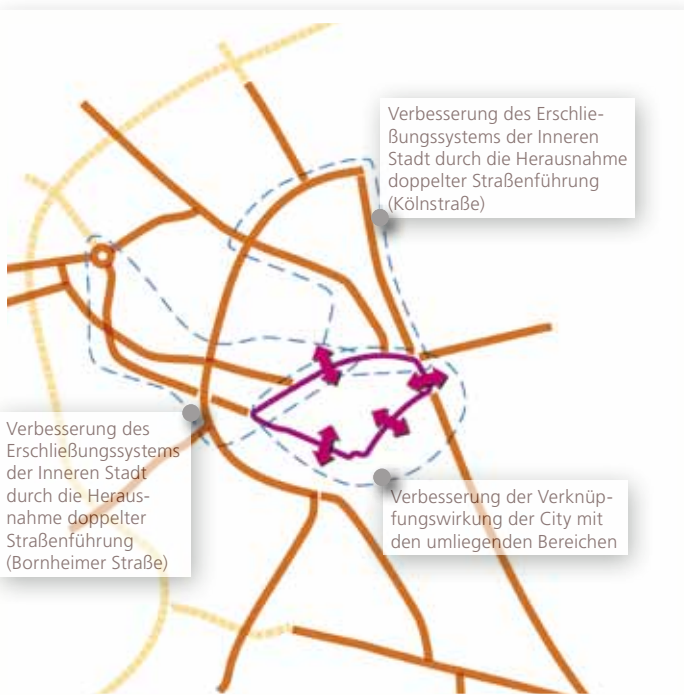 Verbesserung des Erschlie-
ßungssystems der Inneren
Stadt durch die Herausnahme
doppelter Straßenführung
(Kölnstraße)
Verbesserung des
Erschließungssystems
der Inneren Stadt
durch die Heraus-
nahme doppelter
Straßenführung
(Bornheimer Straße)
Verbesserung der Verknüp-
fungswirkung der City mit
den umliegenden Bereichen